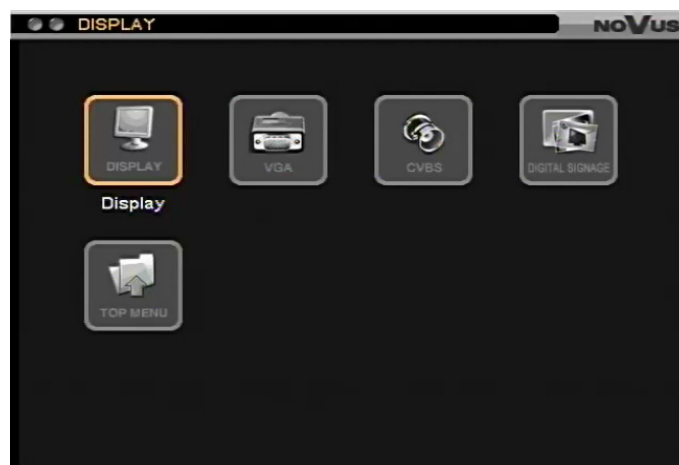 DISPLAY
NOVUS
DISPLAY
VGA
CVBS
DIGITAL SIGNAGE
Display
TOP MENU